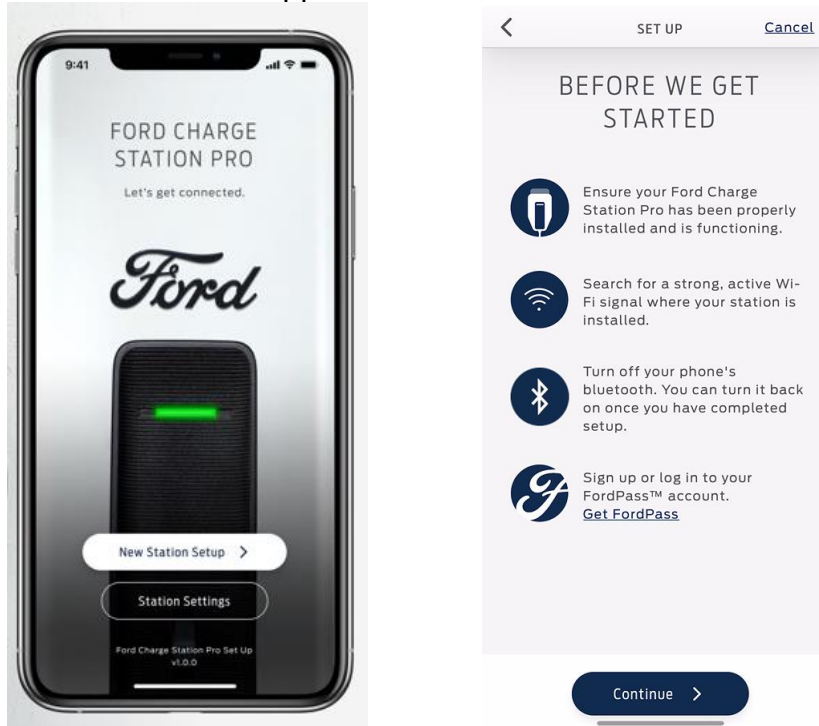 9:41
FORD CHARGE
STATION PRO
Let's get connected.
Ford
New Station Setup
Station Settings
Ford Charge Station Pro Set Up
v1.0.0
SET UP
Cancel
BEFORE WE GET
STARTED
Ensure your Ford Charge
Station Pro has been properly
installed and is functioning.
Search for a strong, active Wi-
Fi signal where your station is
installed.
Turn off your phone's
bluetooth. You can turn it back
on once you have completed
setup.
Sign up or log in to your
FordPass™ account.
Get FordPass
Continue